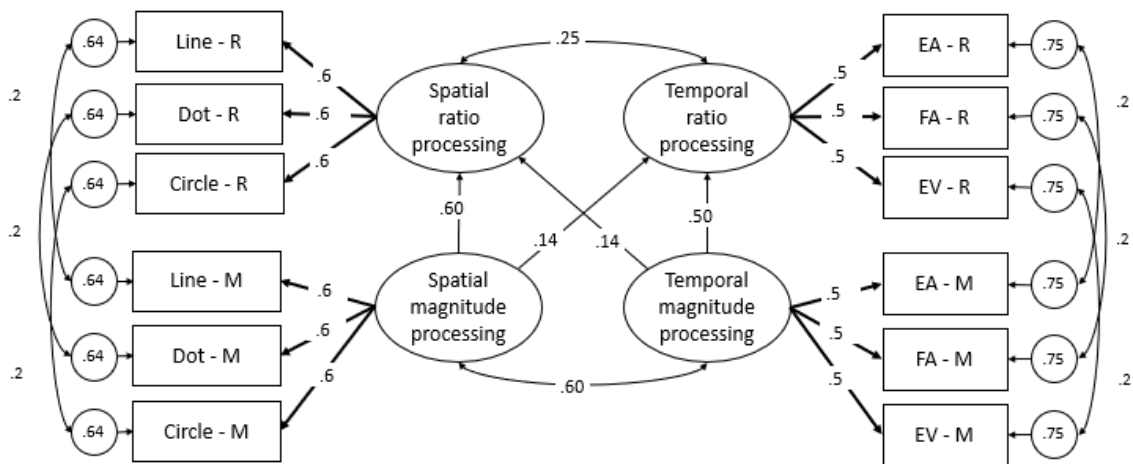 .64
Line - R
.6
.25
.5
EA - R
.75
.2
Spatial
ratio
processing
Temporal
ratio
processing
.2
.64
Dot - R
.6
.5
FA - R
.75
.64
Circle - R
.6
.5
EV - R
.75
.60
.50
.2
.14
.14
.2
.64
Line - M
.6
Spatial
magnitude
processing
Temporal
magnitude
processing
.5
EA - M
.75
.64
Dot - M
.6
.5
FA - M
.75
.2
.6
.60
.5
.2
.64
Circle - M
EV - M
.75